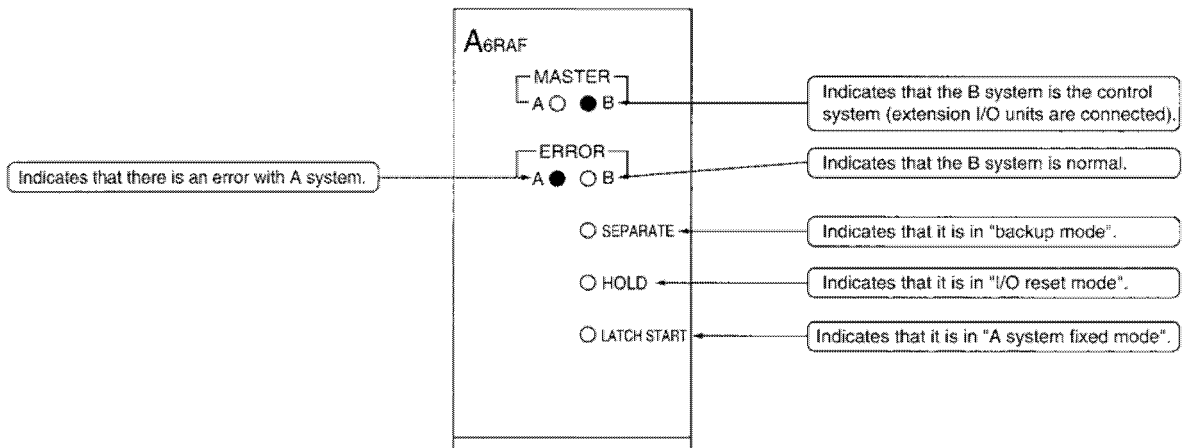 A6RAF
MASTER
A B
Indicates that the B system is the control
system (extension I/O units are connected).
ERROR
A B
Indicates that the B system is normal.
Indicates that there is an error with A system.
SEPARATE
Indicates that it is in "backup mode".
HOLD
Indicates that it is in "I/O reset mode".
LATCH START
Indicates that it is in "A system fixed mode".